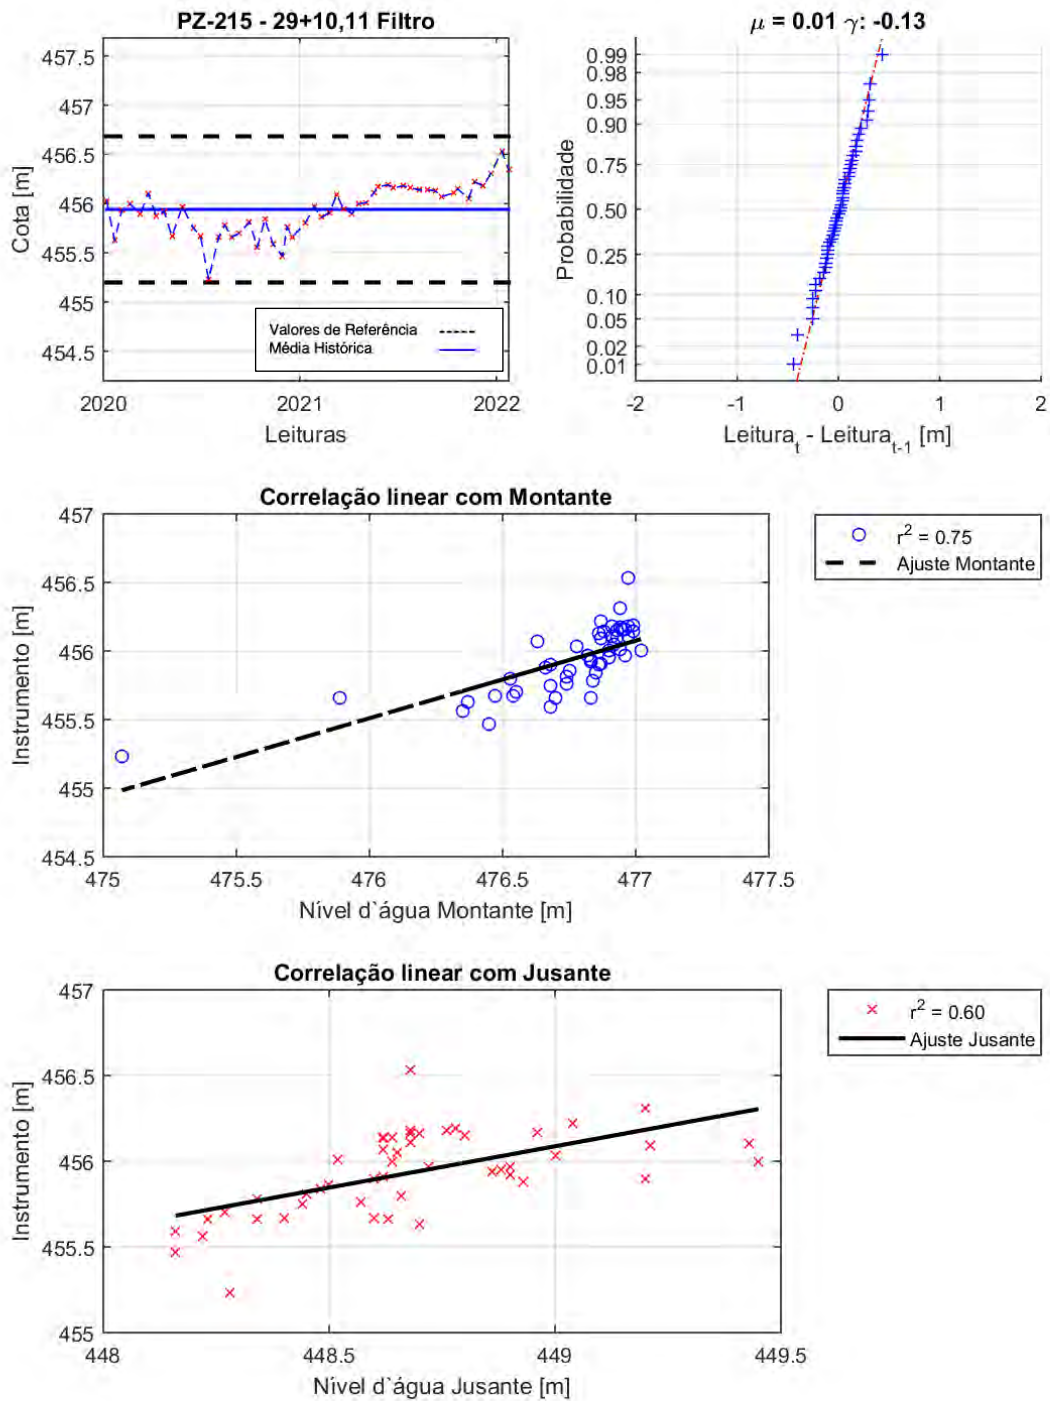 PZ-215 - 29+10,11 Filtro
457.5
457
456.5
456
455.5
455
454.5
Cota [m]
Valores de Referência
Média Histórica
2020
2021
2022
Leituras
μ = 0.01 γ: -0.13
0.99
0.98
0.95
0.90
0.75
0.50
0.25
0.10
0.05
0.02
0.01
Probabilidade
-2
-1
0
1
2
Leitura_t - Leitura_t-1 [m]
Correlação linear com Montante
457
456.5
456
455.5
455
454.5
Instrumento [m]
475
475.5
476
476.5
477
477.5
Nível d`água Montante [m]
r² = 0.75
Ajuste Montante
Correlação linear com Jusante
457
456.5
456
455.5
455
Instrumento [m]
448
448.5
449
449.5
Nível d`água Jusante [m]
r² = 0.60
Ajuste Jusante